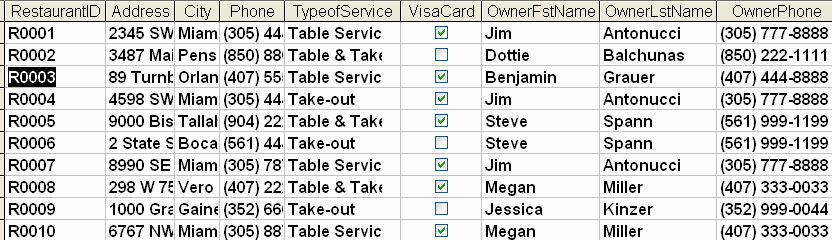 RestaurantID Address City Phone TypeofService VisaCard OwnerFstName OwnerLstName OwnerPhone
R0001 2345 SW Miam (305) 44 Table Servic Jim Antonucci (305) 777-8888
R0002 3487 Mai Pens (850) 88 Table & Take Dottie Balchunas (850) 222-1111
R0003 89 Turnb Orlan (407) 55 Table Servic Benjamin Grauer (407) 444-8888
R0004 4598 SW Miam (305) 44 Take-out Jim Antonucci (305) 777-8888
R0005 9000 Bis Tallah (904) 22 Table & Take Steve Spann (561) 999-1199
R0006 2 State S Boca (561) 44 Take-out Steve Spann (561) 999-1199
R0007 8990 SE Miam (305) 78 Table Servic Jim Antonucci (305) 777-8888
R0008 298 W 75 Vero (407) 22 Table & Take Megan Miller (407) 333-0033
R0009 1000 Gra Gaine (352) 66 Take-out Jessica Kinzer (352) 999-0044
R0010 6767 NW Miam (305) 88 Table Servic Megan Miller (407) 333-0033